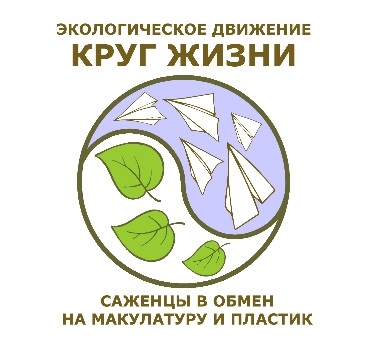 ЭКОЛОГИЧЕСКОЕ ДВИЖЕНИЕ
КРУГ ЖИЗНИ
САЖЕНЦЫ В ОБМЕН
НА МАКУЛАТУРУ И ПЛАСТИК